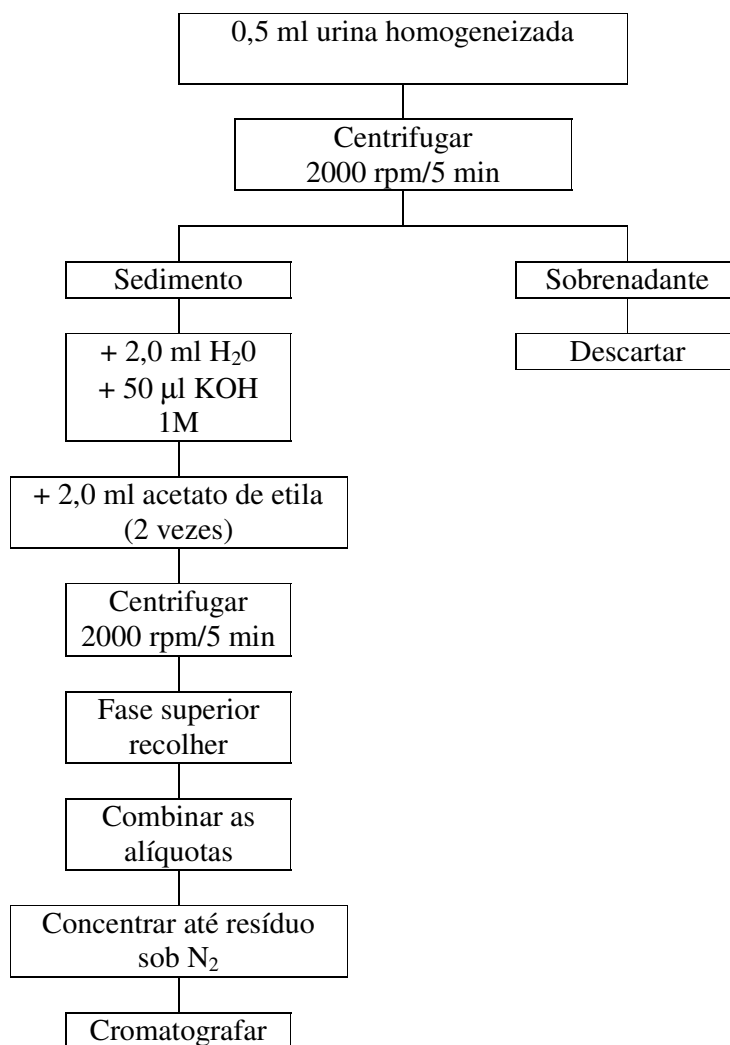 0,5 ml urina homogeneizada
Centrifugar
2000 rpm/5 min
Sedimento
Sobrenadante
+ 2,0 ml H₂0
+ 50 µl KOH
1M
Descartar
+ 2,0 ml acetato de etila
(2 vezes)
Centrifugar
2000 rpm/5 min
Fase superior
recolher
Combinar as
alíquotas
Concentrar até resíduo
sob N₂
Cromatografar